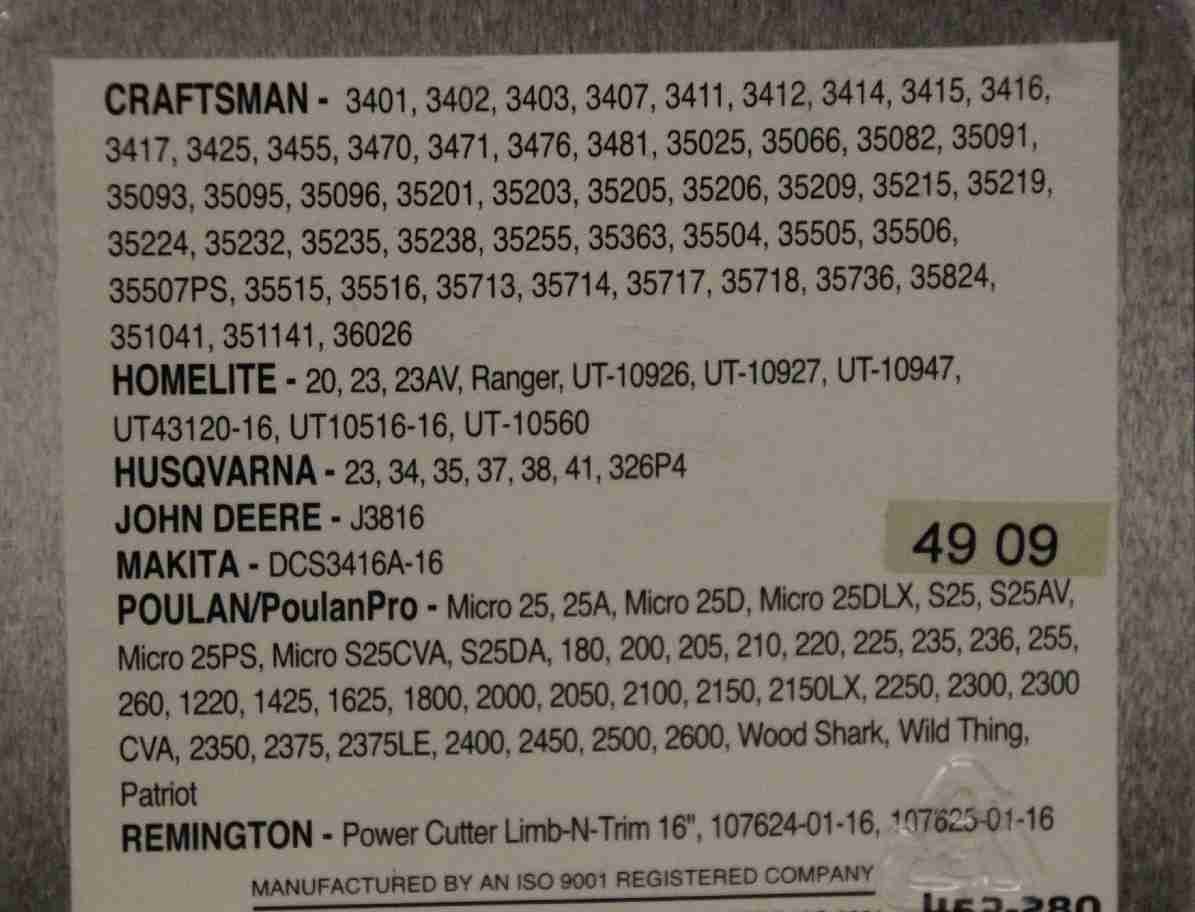 CRAFTSMAN - 3401, 3402, 3403, 3407, 3411, 3412, 3414, 3415, 3416,
3417, 3425, 3455, 3470, 3471, 3476, 3481, 35025, 35066, 35082, 35091,
35093, 35095, 35096, 35201, 35203, 35205, 35206, 35209, 35215, 35219,
35224, 35232, 35235, 35238, 35255, 35363, 35504, 35505, 35506,
35507PS, 35515, 35516, 35713, 35714, 35717, 35718, 35736, 35824,
351041, 351141, 36026
HOMELITE - 20, 23, 23AV, Ranger, UT-10926, UT-10927, UT-10947,
UT43120-16, UT10516-16, UT-10560
HUSQVARNA - 23, 34, 35, 37, 38, 41, 326P4
JOHN DEERE - J3816
49 09
MAKITA - DCS3416A-16
POULAN/PoulanPro - Micro 25, 25A, Micro 25D, Micro 25DLX, S25, S25AV,
Micro 25PS, Micro S25CVA, S25DA, 180, 200, 205, 210, 220, 225, 235, 236, 255,
260, 1220, 1425, 1625, 1800, 2000, 2050, 2100, 2150, 2150LX, 2250, 2300, 2300
CVA, 2350, 2375, 2375LE, 2400, 2450, 2500, 2600, Wood Shark, Wild Thing,
Patriot
REMINGTON - Power Cutter Limb-N-Trim 16", 107624-01-16, 107625-01-16
MANUFACTURED BY AN ISO 9001 REGISTERED COMPANY